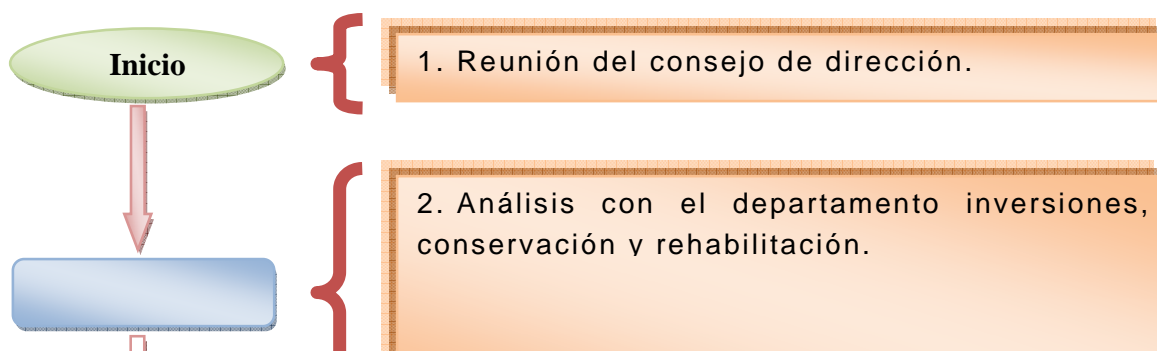 Inicio
1. Reunión del consejo de dirección.
2. Análisis con el departamento inversiones,
conservación y rehabilitación.